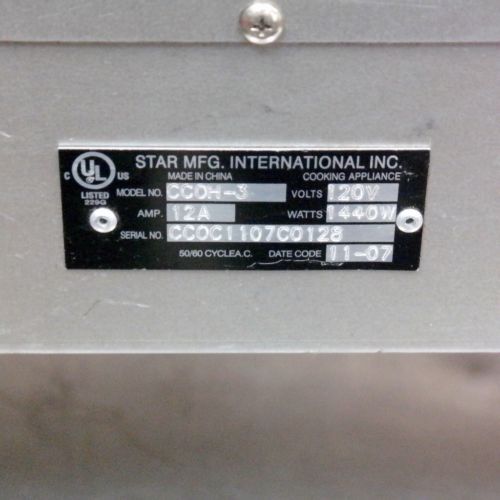 STAR MFG. INTERNATIONAL INC.
C UL US
MADE IN CHINA COOKING APPLIANCE
LISTED
229G
MODEL NO. CCOH-3 VOLTS 120V
AMP. 12A WATTS 1440W
SERIAL NO. CCOC1107C0128
50/60 CYCLEA.C. DATE CODE 11-07